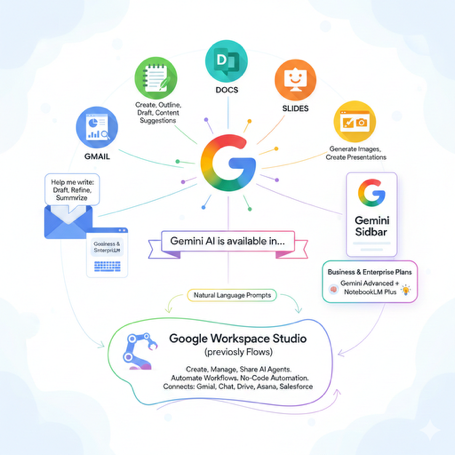 D
DOCS
SLIDES
Create, Outline,
Draft, Content
Suggestions
GMAIL
Generate Images,
Create Presentations
Help me write:
Draft, Refine,
Summrize
Business &
Gemini
Sidbar
Gemini AI is available in...
Business & Enterprise Plans
Gemini Advanced +
NotebookLM Plus
Natural Language Prompts
Google Workspace Studio
(previosly Flows)
Create, Manage, Share AI Agents.
Automate Workflows. No-Code Automation.
Connects: Gmial, Chat, Drive, Asana, Salesforce